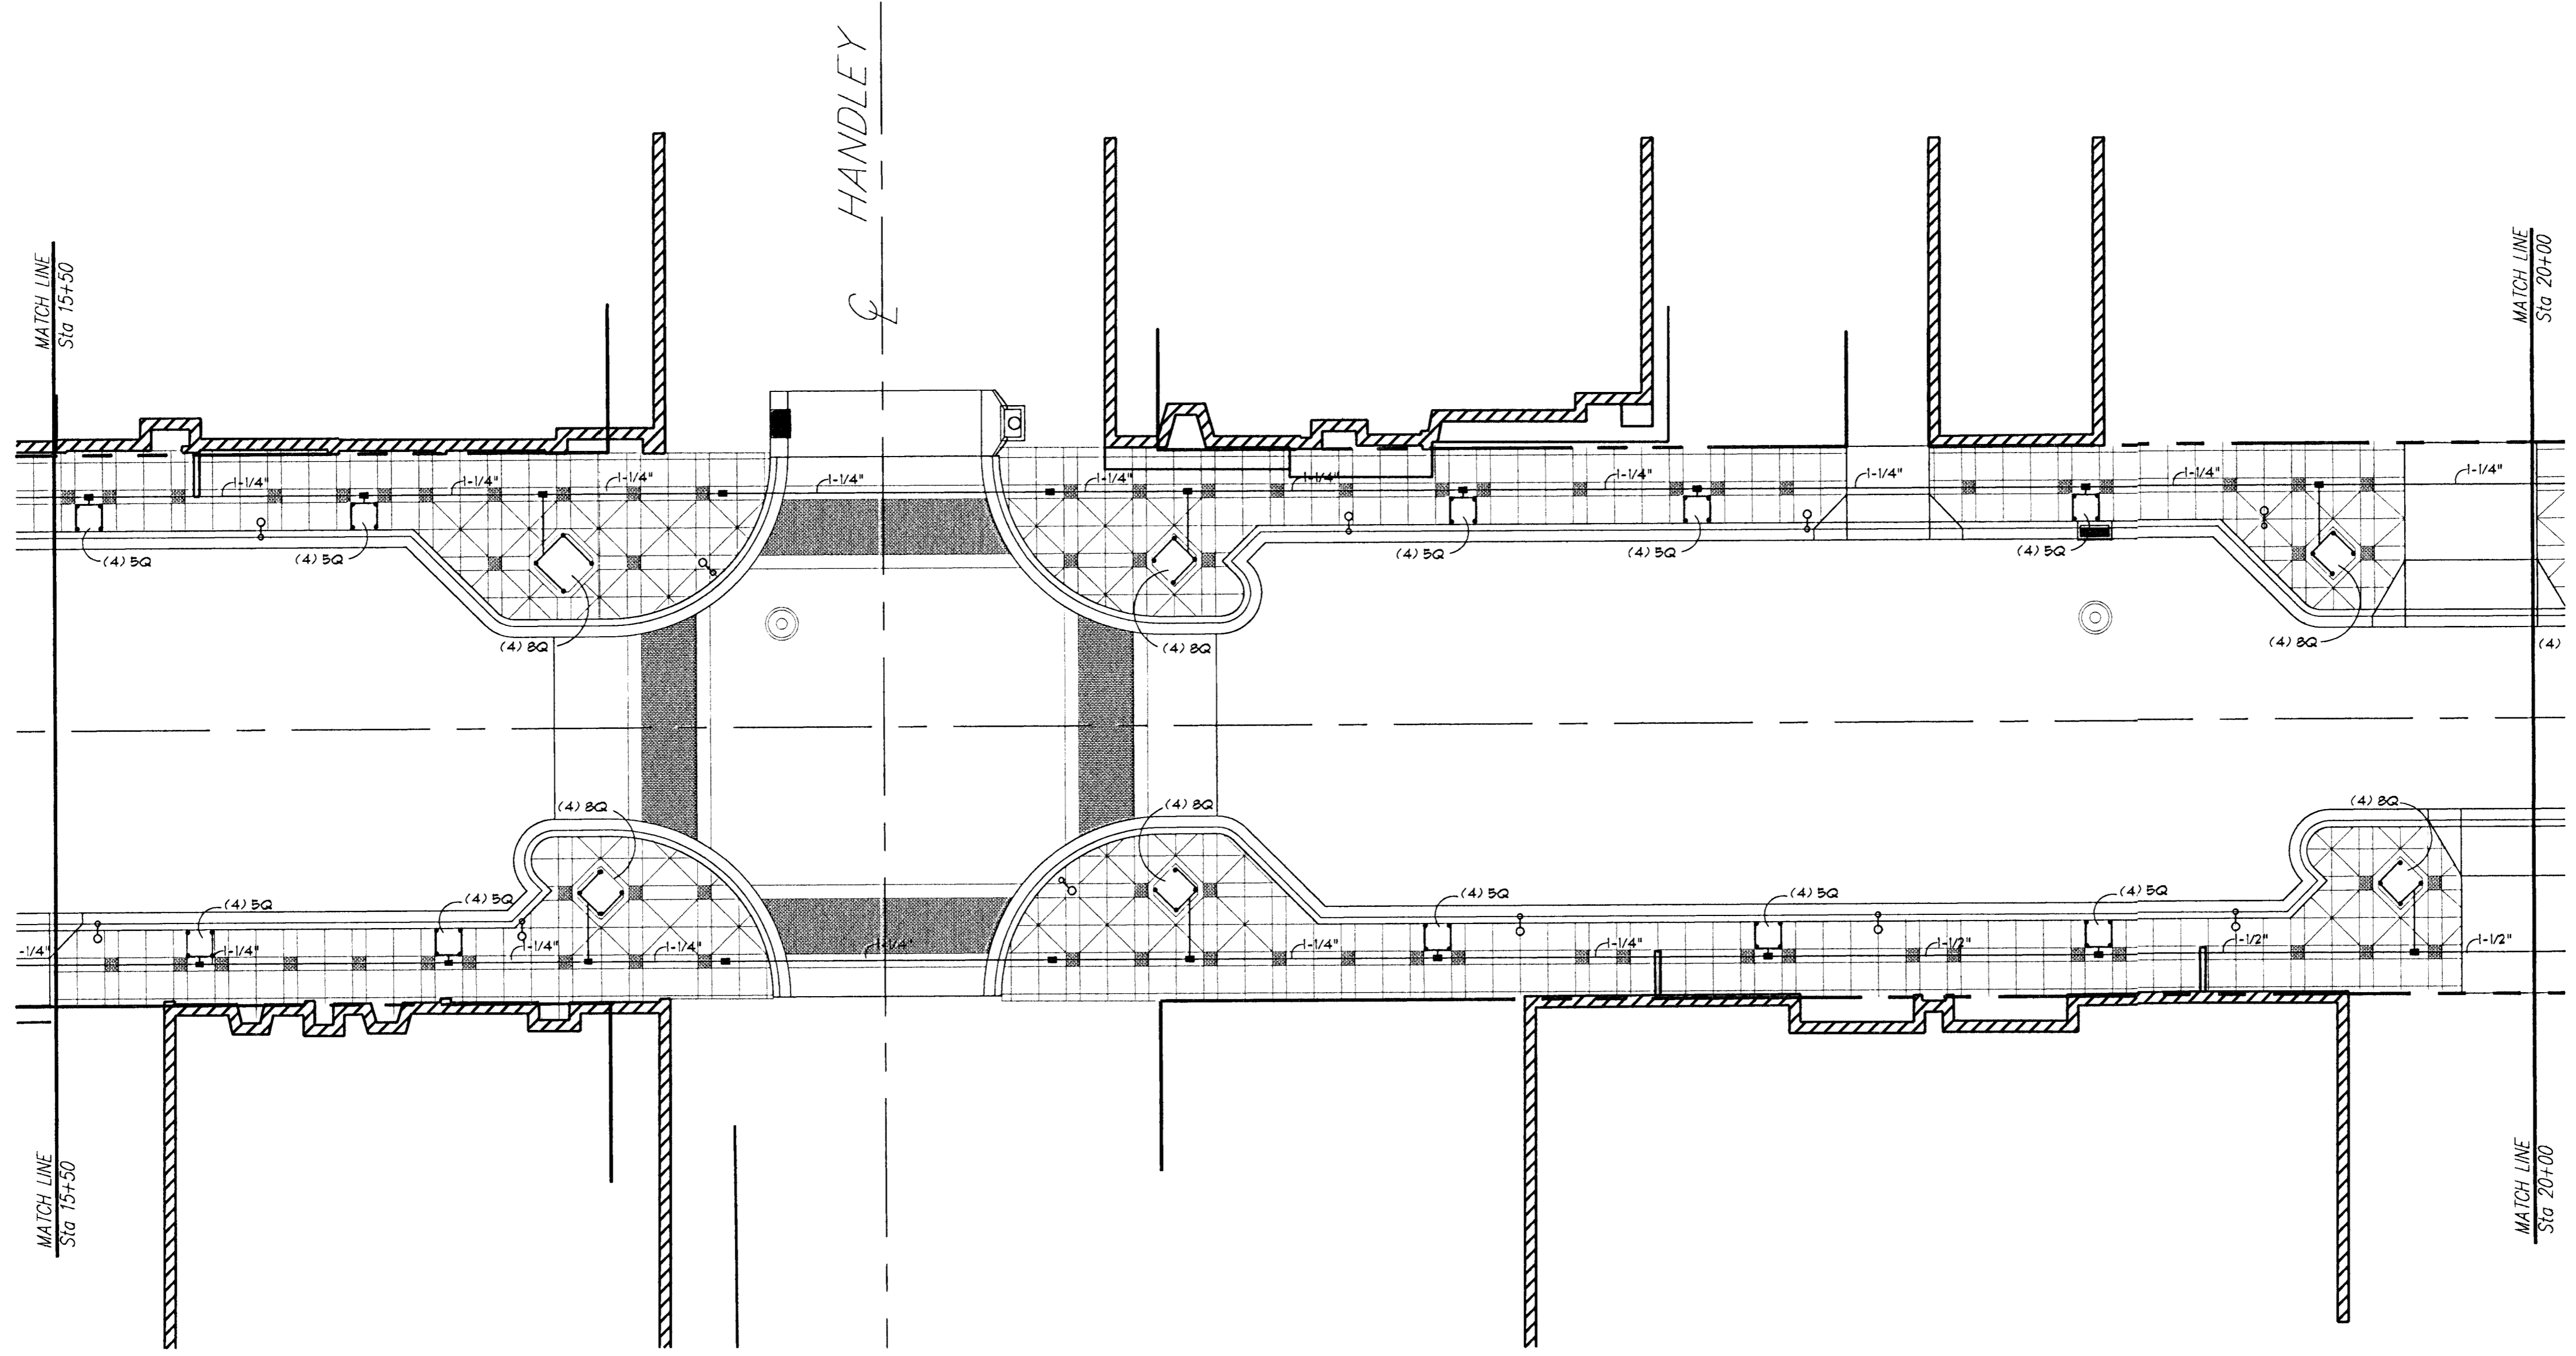 HANDLEY
℄
MATCH LINE
Sta 15+50
MATCH LINE
Sta 20+00
1-1/4"
1-1/4"
1-1/4"
1-1/4"
1-1/4"
1-1/4"
1-1/4"
1-1/4"
1-1/4"
1-1/4"
(4) 5Q
(4) 5Q
(4) 5Q
(4) 5Q
(4) 5Q
(4) 8Q
(4) 8Q
(4) 8Q
(4)
(4) 8Q
(4) 8Q
(4) 8Q
(4) 5Q
(4) 5Q
(4) 5Q
(4) 5Q
(4) 5Q
-1/4"
1-1/4"
1-1/4"
1-1/4"
1-1/4"
1-1/4"
1-1/4"
1-1/2"
1-1/2"
1-1/2"
MATCH LINE
Sta 15+50
MATCH LINE
Sta 20+00